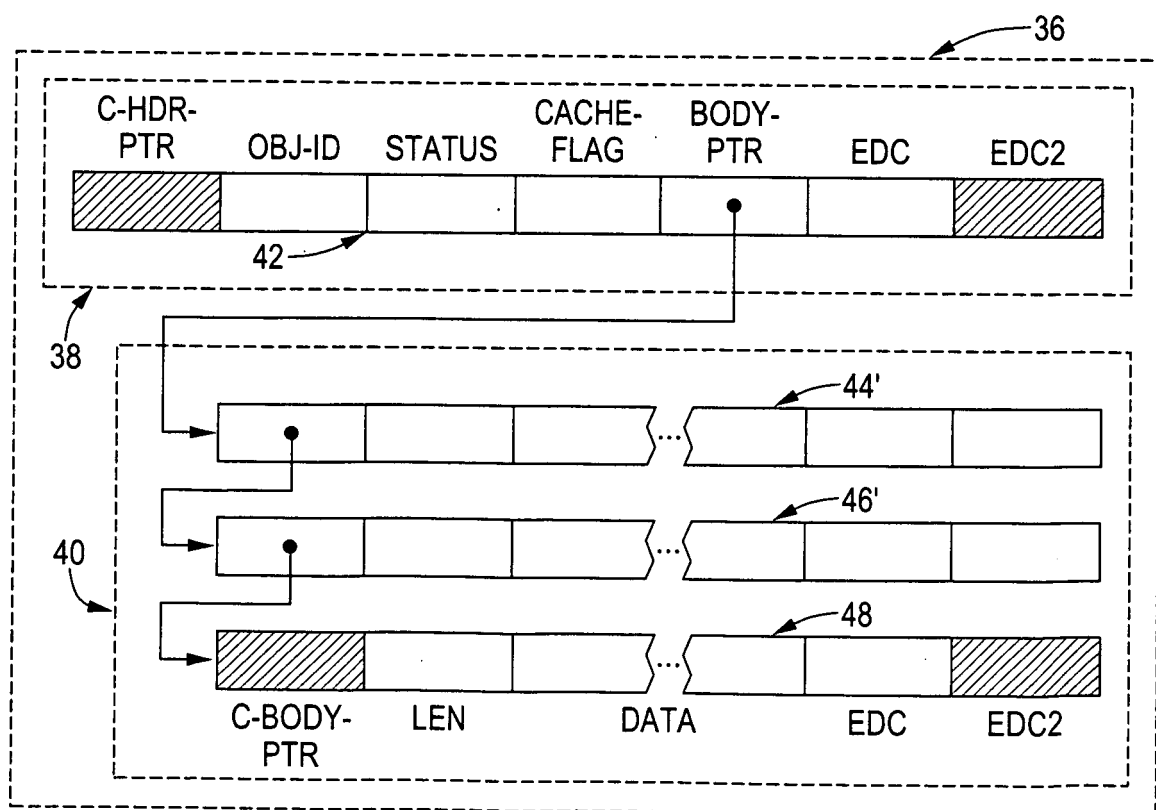 36
C-HDR-
PTR
OBJ-ID
STATUS
CACHE-
FLAG
BODY-
PTR
EDC
EDC2
42
38
44'
...
46'
...
40
48
...
C-BODY-
PTR
LEN
DATA
EDC
EDC2